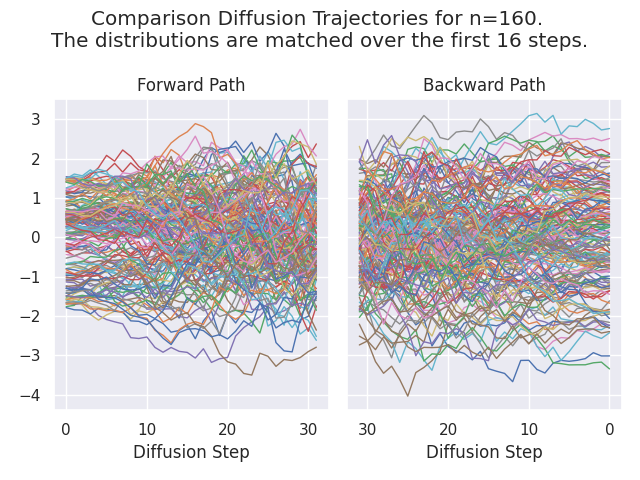 Comparison Diffusion Trajectories for n=160.
The distributions are matched over the first 16 steps.
Forward Path
Backward Path
3
2
1
0
−1
−2
−3
−4
0 10 20 30
30 20 10 0
Diffusion Step
Diffusion Step